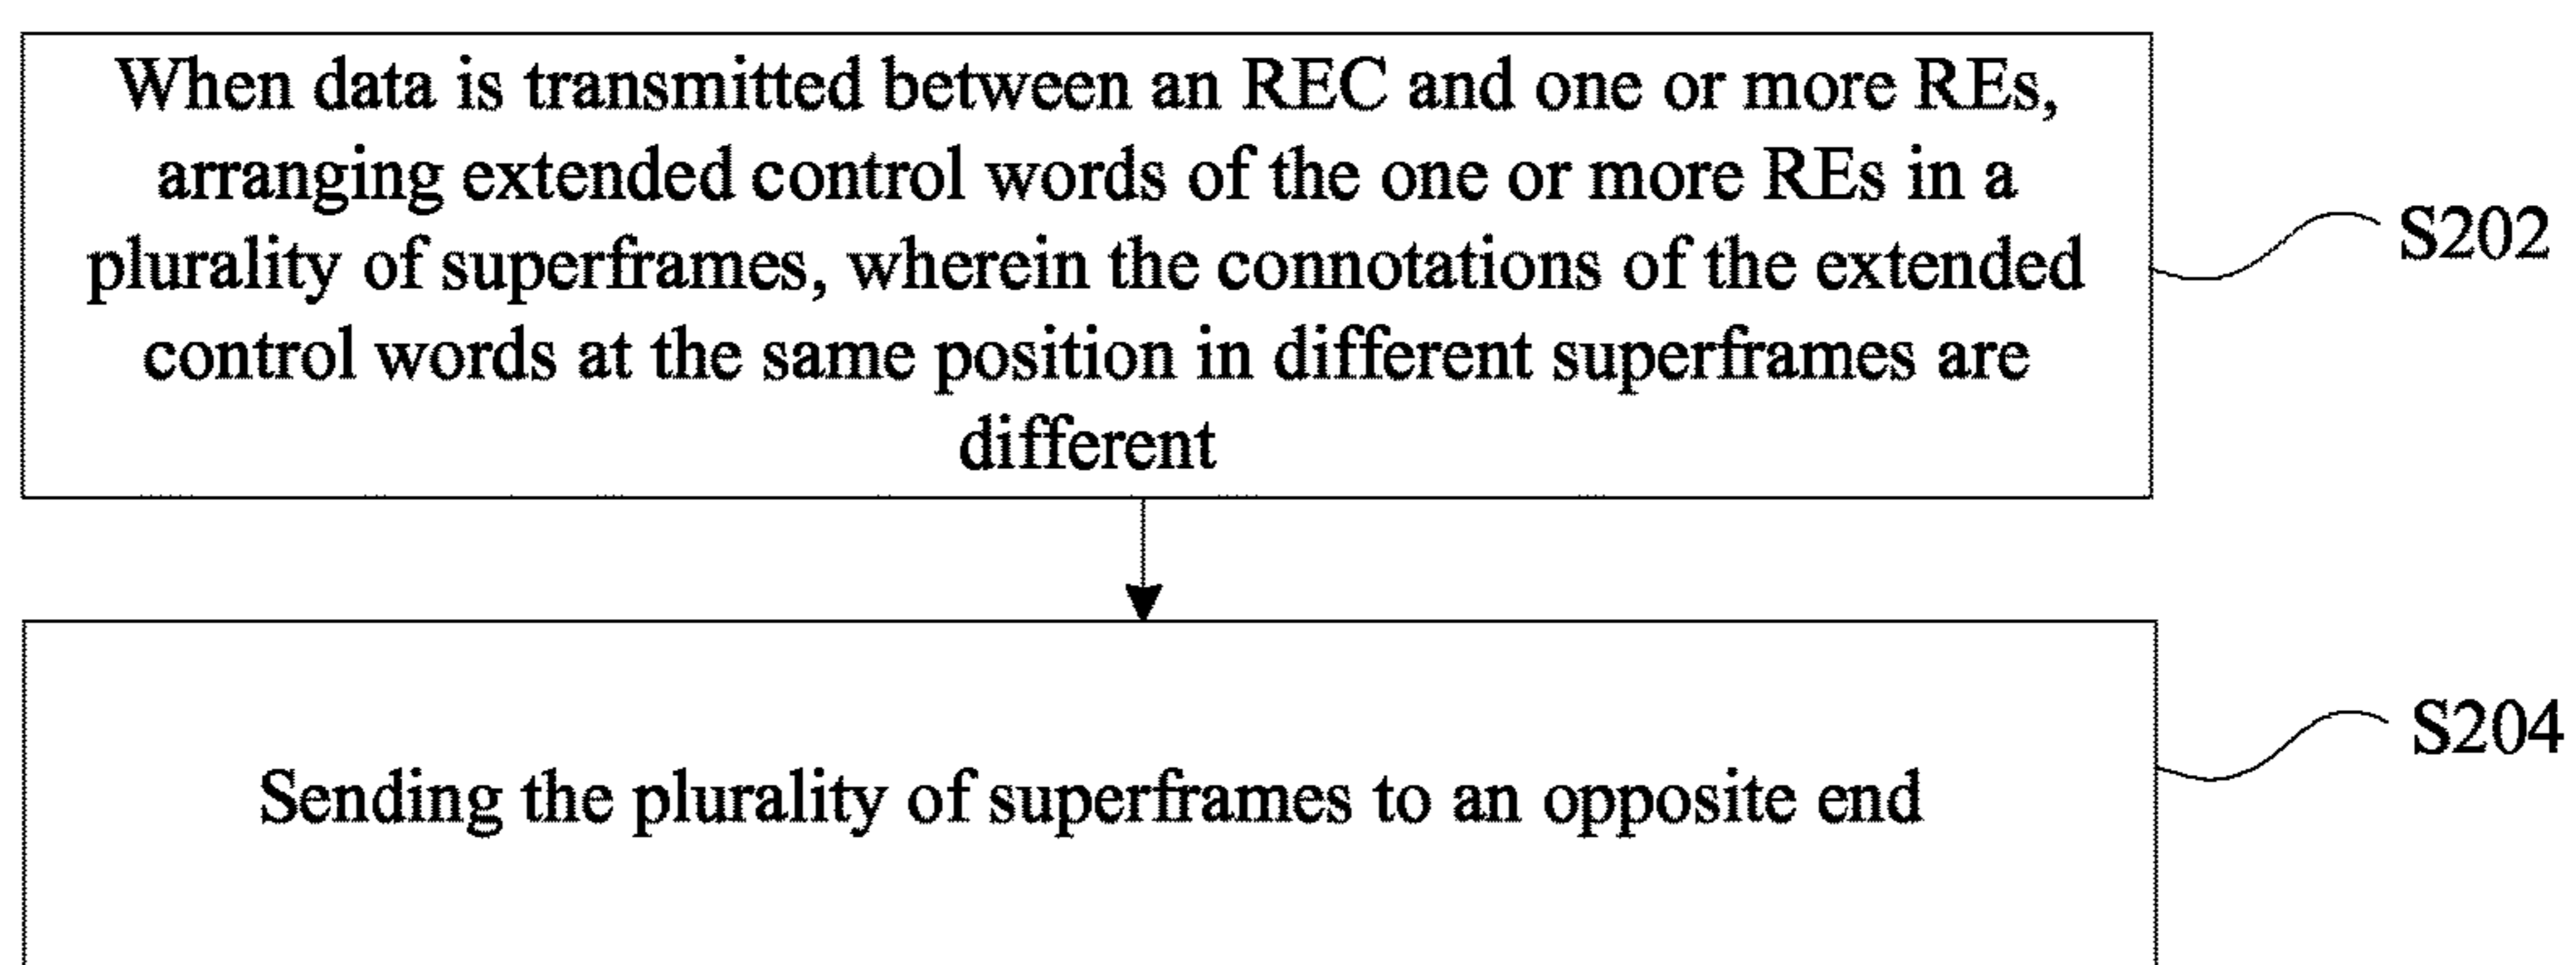 When data is transmitted between an REC and one or more REs,
arranging extended control words of the one or more REs in a
plurality of superframes, wherein the connotations of the extended
control words at the same position in different superframes are
different
S202
Sending the plurality of superframes to an opposite end
S204